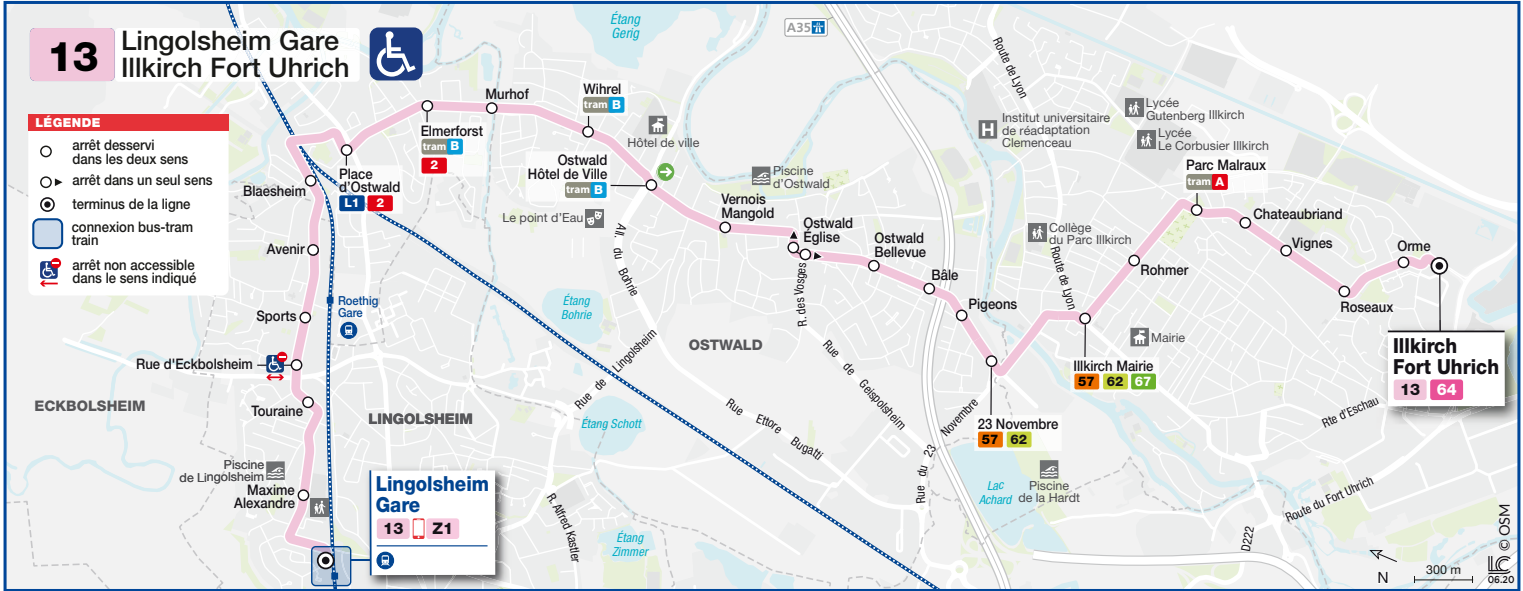 13
Lingolsheim Gare
Illkirch Fort Uhrich
LÉGENDE
arrêt desservi
dans les deux sens
arrêt dans un seul sens
terminus de la ligne
connexion bus-tram
train
arrêt non accessible
dans le sens indiqué
Étang
Gerig
A35
Blaesheim
Place
d'Ostwald
L1 2
Elmerforst
tram B
2
Murhof
Wihrel
tram B
Hôtel de ville
Ostwald
Hôtel de Ville
tram B
Le point d'Eau
Piscine
d'Ostwald
Vernois
Mangold
Ostwald
Église
Ostwald
Bellevue
Bâle
Pigeons
23 Novembre
57 62
Route de Lyon
H
Institut universitaire
de réadaptation
Clemenceau
Lycée
Gutenberg Illkirch
Lycée
Le Corbusier Illkirch
Parc Malraux
tram A
Collège
du Parc Illkirch
Route de Lyon
Rohmer
Chateaubriand
Vignes
Orme
Roseaux
Mairie
Illkirch Mairie
57 62 67
Illkirch
Fort Uhrich
13 64
Avenir
Sports
Roethig
Gare
Rue d'Eckbolsheim
Touraine
ECKBOLSHEIM
LINGOLSHEIM
OSTWALD
Piscine
de Lingolsheim
Maxime
Alexandre
Lingolsheim
Gare
13 Z1
All. du Bohrie
Étang
Bohrie
Rue de Lingolsheim
Étang Schott
R. des Vosges
Rue de Geispolsheim
Rue Ettore Bugatti
Rue du 23 Novembre
R. Alfred Kastler
Étang
Zimmer
Lac
Achard
Piscine
de la Hardt
Rte d'Eschau
Route du Fort Uhrich
D222
N
300 m
LC
06.20
© OSM